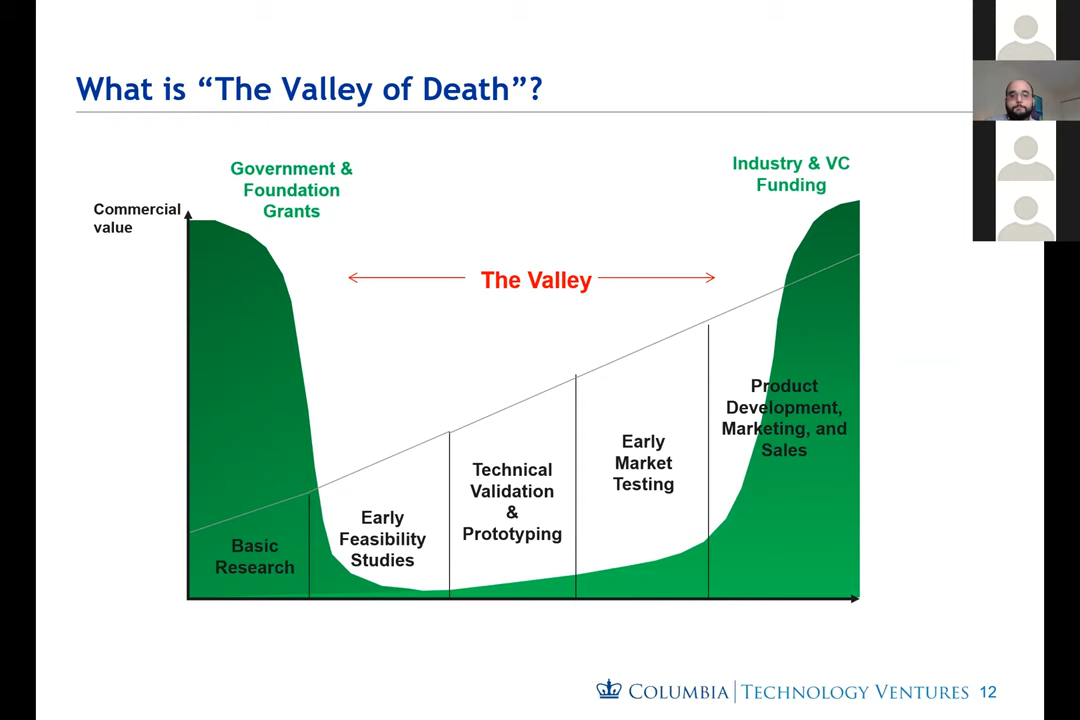 What is “The Valley of Death”?
Government &
Foundation
Grants
Industry & VC
Funding
Commercial
value
The Valley
Basic
Research
Early
Feasibility
Studies
Technical
Validation
&
Prototyping
Early
Market
Testing
Product
Development,
Marketing, and
Sales
COLUMBIA | TECHNOLOGY VENTURES 12